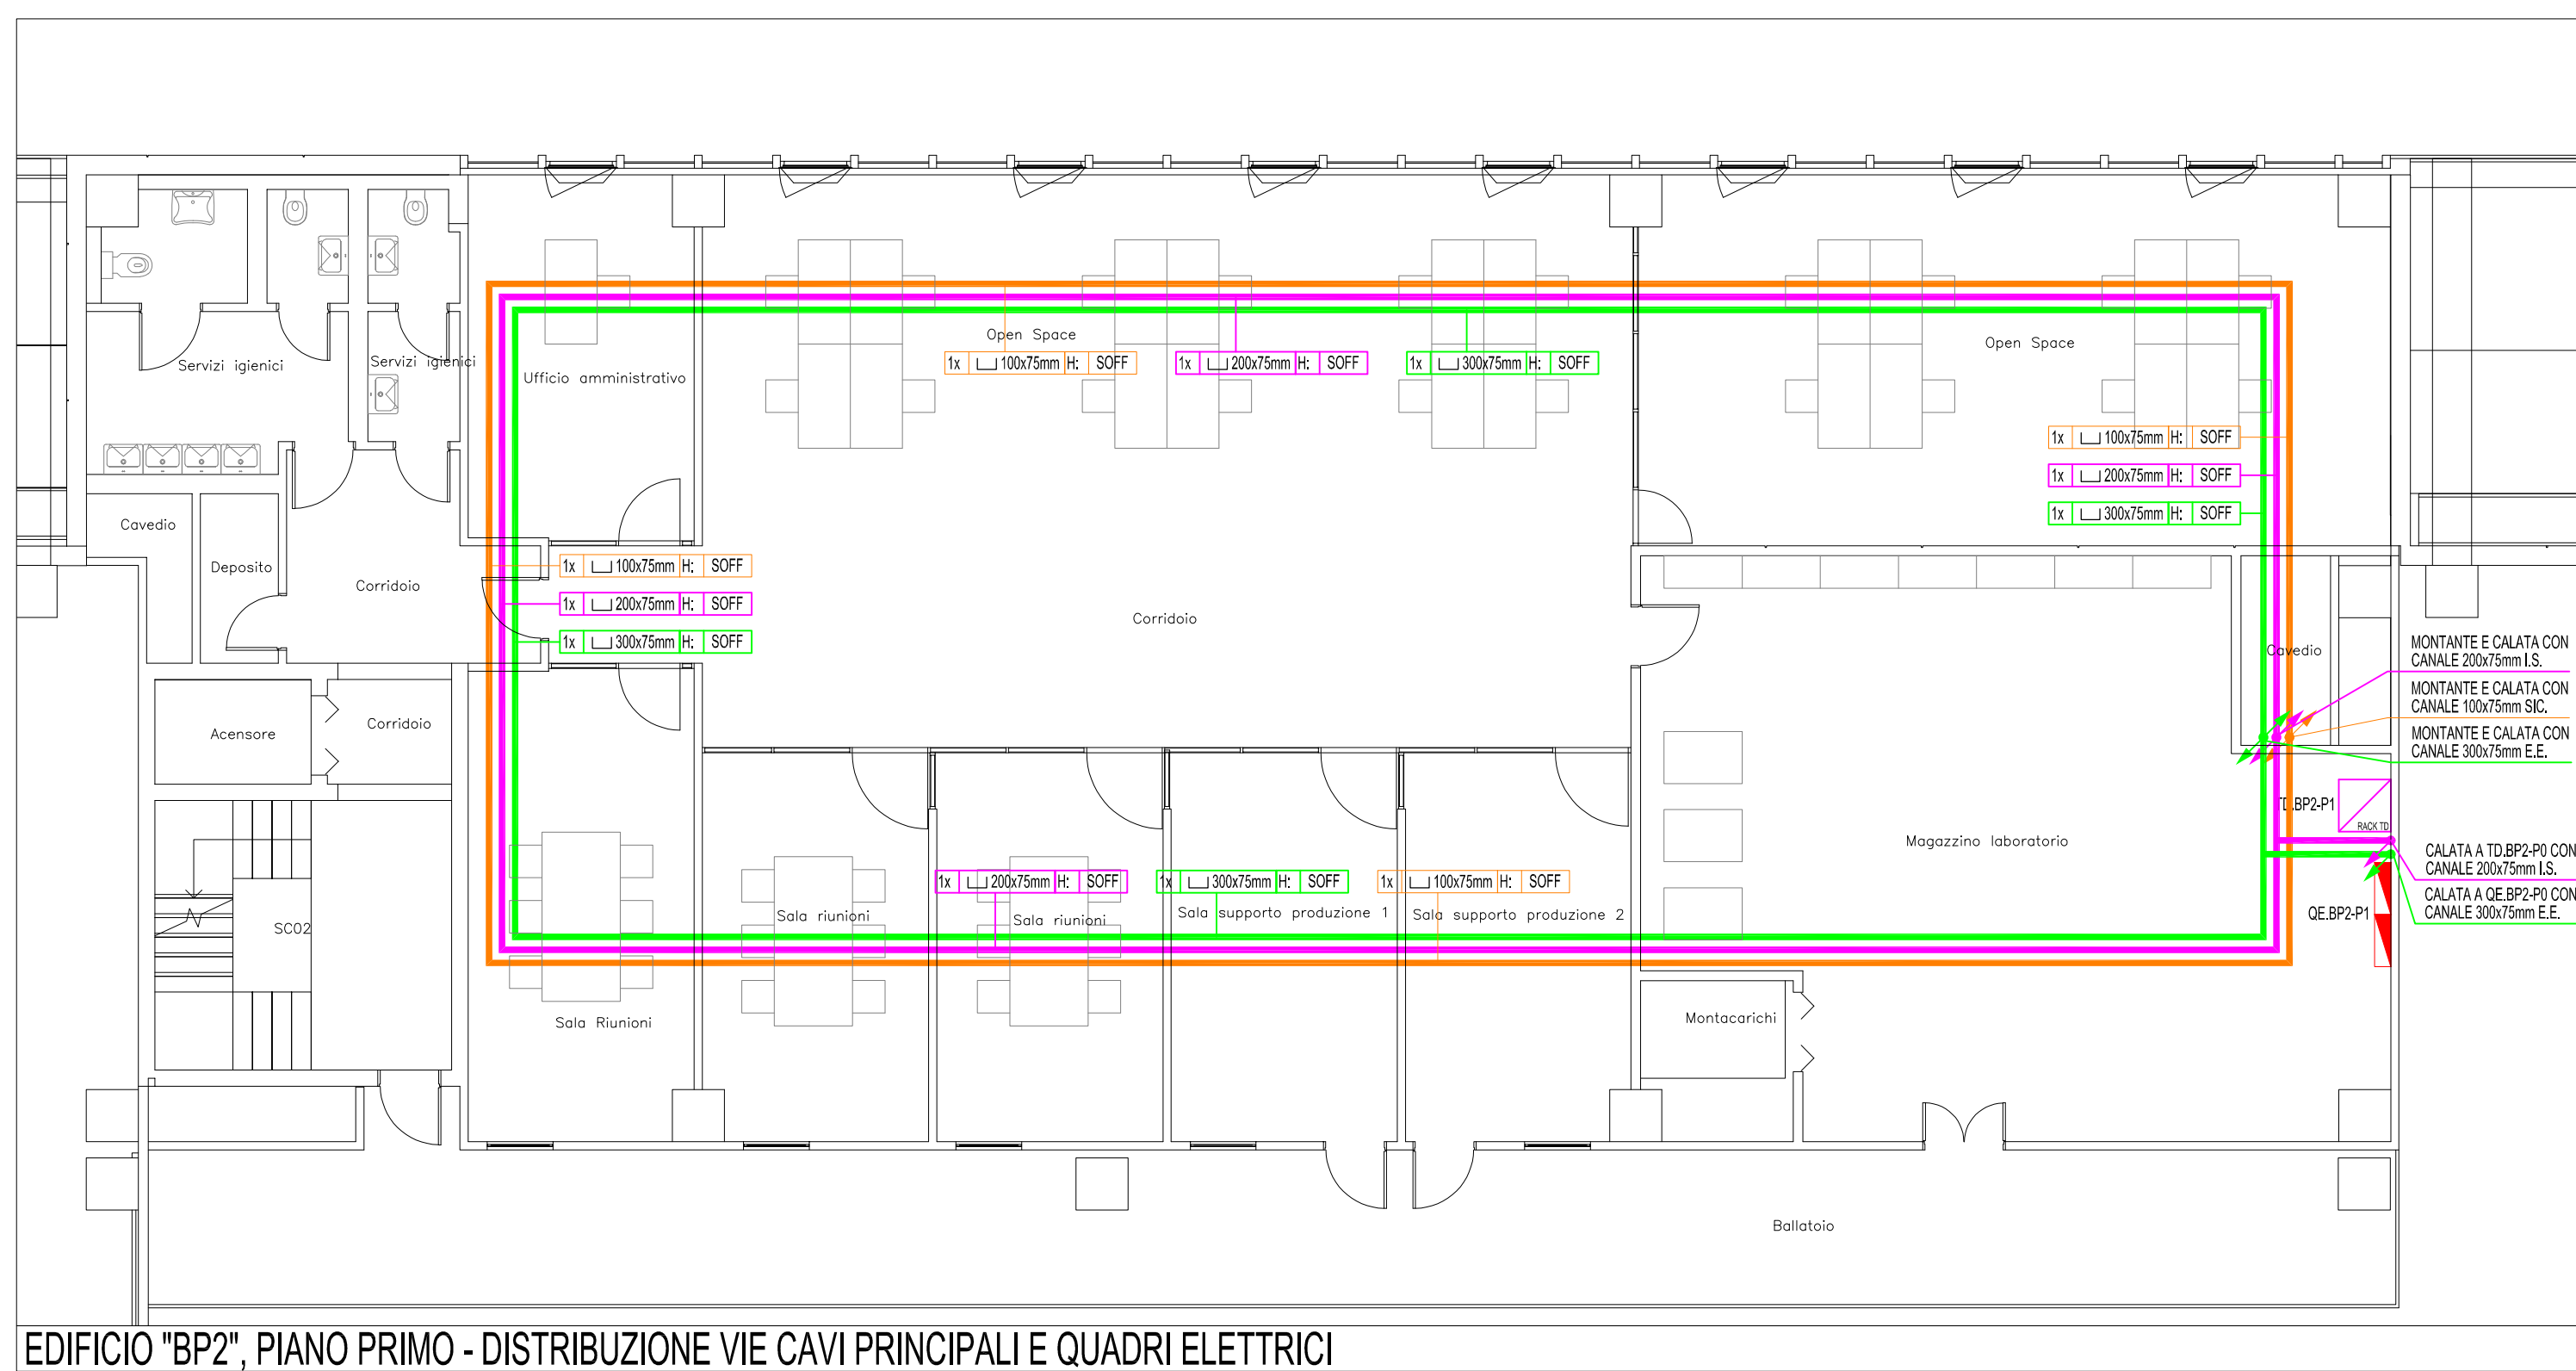 Open Space
1x 100x75mm H: SOFF
1x 200x75mm H: SOFF
1x 300x75mm H: SOFF
Open Space
Servizi igienici
Servizi igienici
Ufficio amministrativo
1x 100x75mm H: SOFF
1x 200x75mm H: SOFF
1x 300x75mm H: SOFF
Cavedio
Deposito
Corridoio
1x 100x75mm H: SOFF
1x 200x75mm H: SOFF
1x 300x75mm H: SOFF
Corridoio
Cavedio
MONTANTE E CALATA CON
CANALE 200x75mm I.S.
MONTANTE E CALATA CON
CANALE 100x75mm SIC.
MONTANTE E CALATA CON
CANALE 300x75mm E.E.
Acensore
Corridoio
TD.BP2-P1
RACK TD
Magazzino laboratorio
CALATA A TD.BP2-P0 CON
CANALE 200x75mm I.S.
CALATA A QE.BP2-P0 CON
CANALE 300x75mm E.E.
QE.BP2-P1
1x 200x75mm H: SOFF
1x 300x75mm H: SOFF
1x 100x75mm H: SOFF
SC02
Sala riunioni
Sala riunioni
Sala supporto produzione 1
Sala supporto produzione 2
Sala Riunioni
Montacarichi
Ballatoio
EDIFICIO "BP2", PIANO PRIMO - DISTRIBUZIONE VIE CAVI PRINCIPALI E QUADRI ELETTRICI